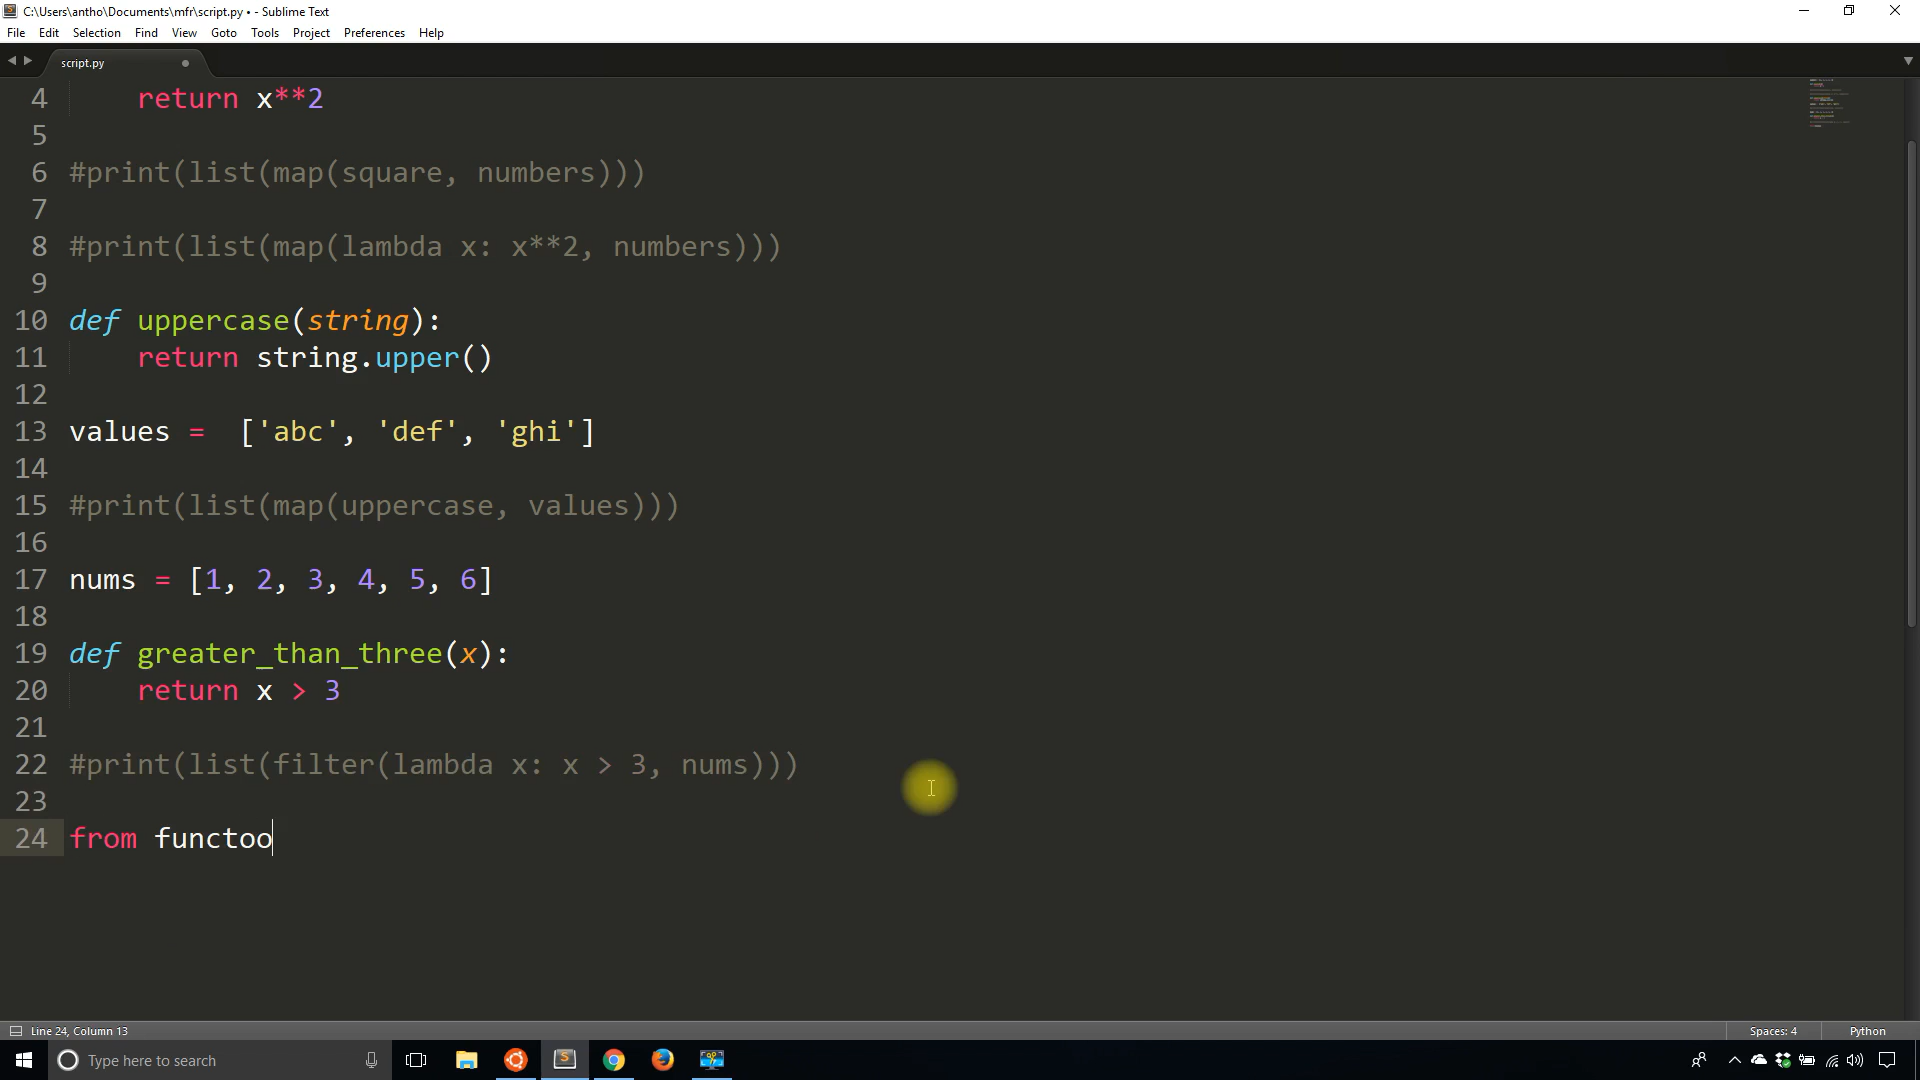 C:\Users\antho\Documents\mfr\script.py • - Sublime Text
File Edit Selection Find View Goto Tools Project Preferences Help
script.py
4     return x**2
5
6 #print(list(map(square, numbers)))
7
8 #print(list(map(lambda x: x**2, numbers)))
9
10 def uppercase(string):
11     return string.upper()
12
13 values =  ['abc', 'def', 'ghi']
14
15 #print(list(map(uppercase, values)))
16
17 nums = [1, 2, 3, 4, 5, 6]
18
19 def greater_than_three(x):
20     return x > 3
21
22 #print(list(filter(lambda x: x > 3, nums)))
23
24 from functoo
Line 24, Column 13
Spaces: 4
Python
Type here to search